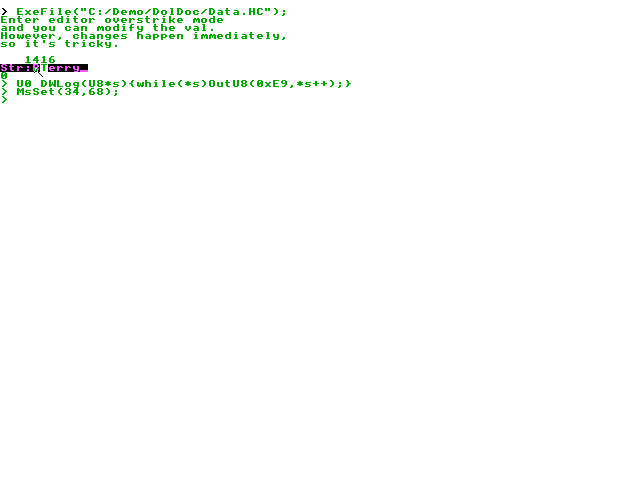 > ExeFile("C:/Demo/DolDoc/Data.HC");
Enter editor overstrike mode
and you can modify the val.
However, changes happen immediately,
so it's tricky.
1416
Str: Terry_
0
> U0 DWLog(U8*s){while(*s)OutU8(0xE9,*s++);}
> MsSet(34,68);
>